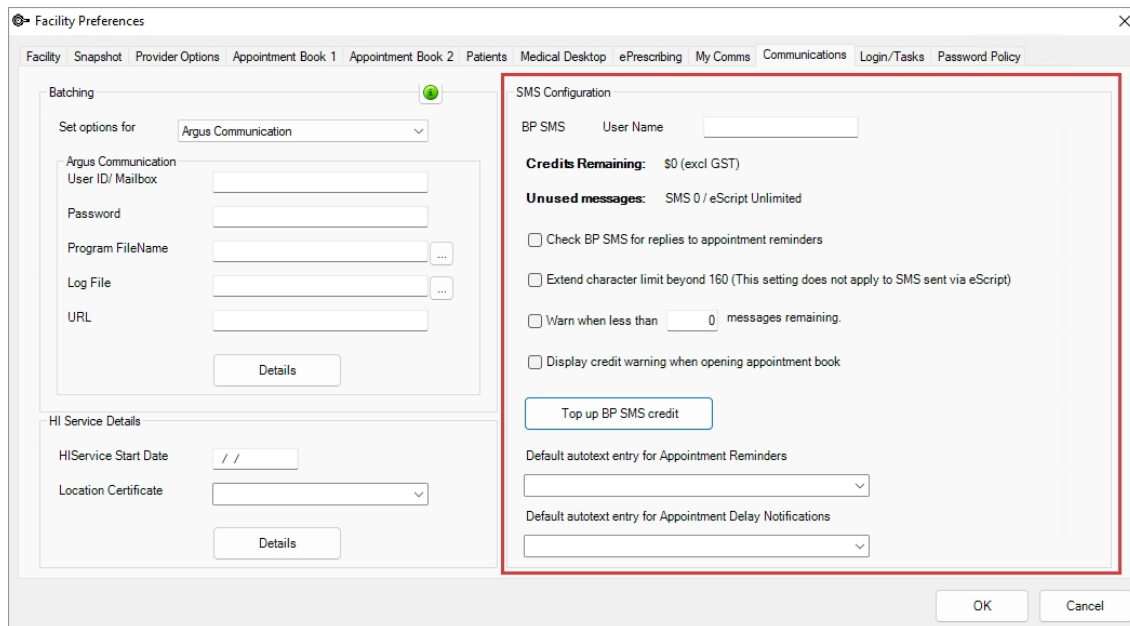 Facility Preferences
Facility Snapshot Provider Options Appointment Book 1 Appointment Book 2 Patients Medical Desktop ePrescribing My Comms Communications Login/Tasks Password Policy
Batching
Set options for Argus Communication
Argus Communication
User ID/ Mailbox
Password
Program FileName ...
Log File ...
URL
Details
HI Service Details
HIService Start Date / /
Location Certificate
Details
SMS Configuration
BP SMS User Name
Credits Remaining: $0 (excl GST)
Unused messages: SMS 0 / eScript Unlimited
Check BP SMS for replies to appointment reminders
Extend character limit beyond 160 (This setting does not apply to SMS sent via eScript)
Warn when less than 0 messages remaining.
Display credit warning when opening appointment book
Top up BP SMS credit
Default autotext entry for Appointment Reminders
Default autotext entry for Appointment Delay Notifications
OK Cancel